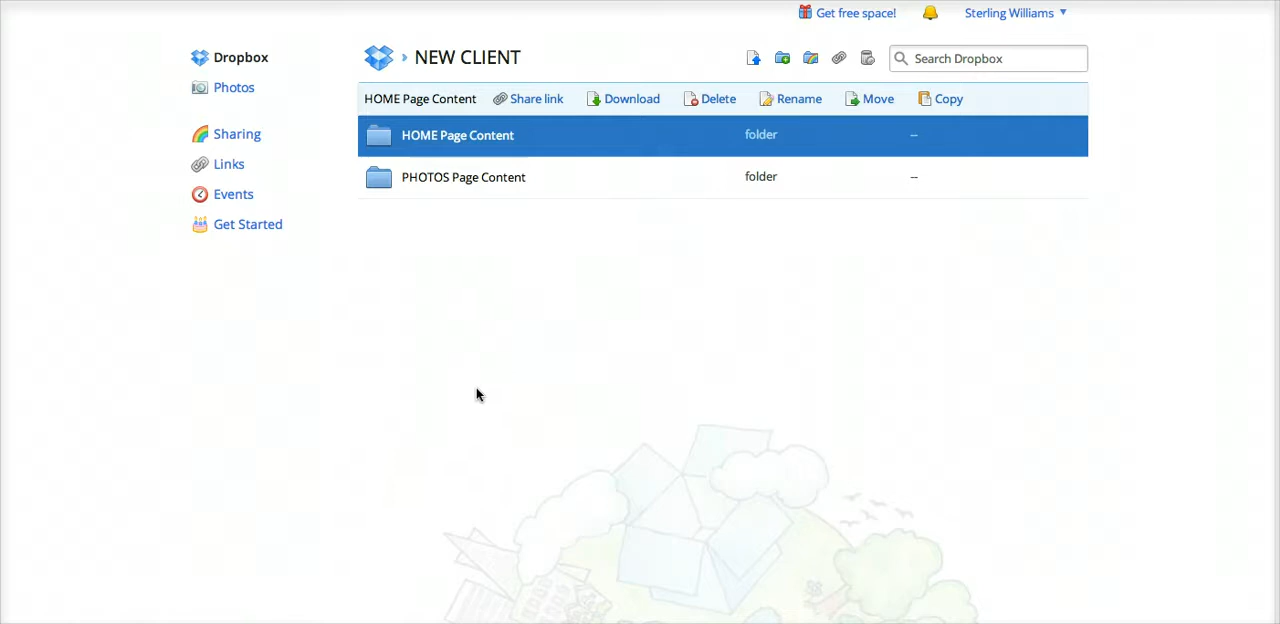 Get free space!
Sterling Williams
Dropbox
Photos
Sharing
Links
Events
Get Started
› NEW CLIENT
Search Dropbox
HOME Page Content Share link Download Delete Rename Move Copy
HOME Page Content folder --
PHOTOS Page Content folder --